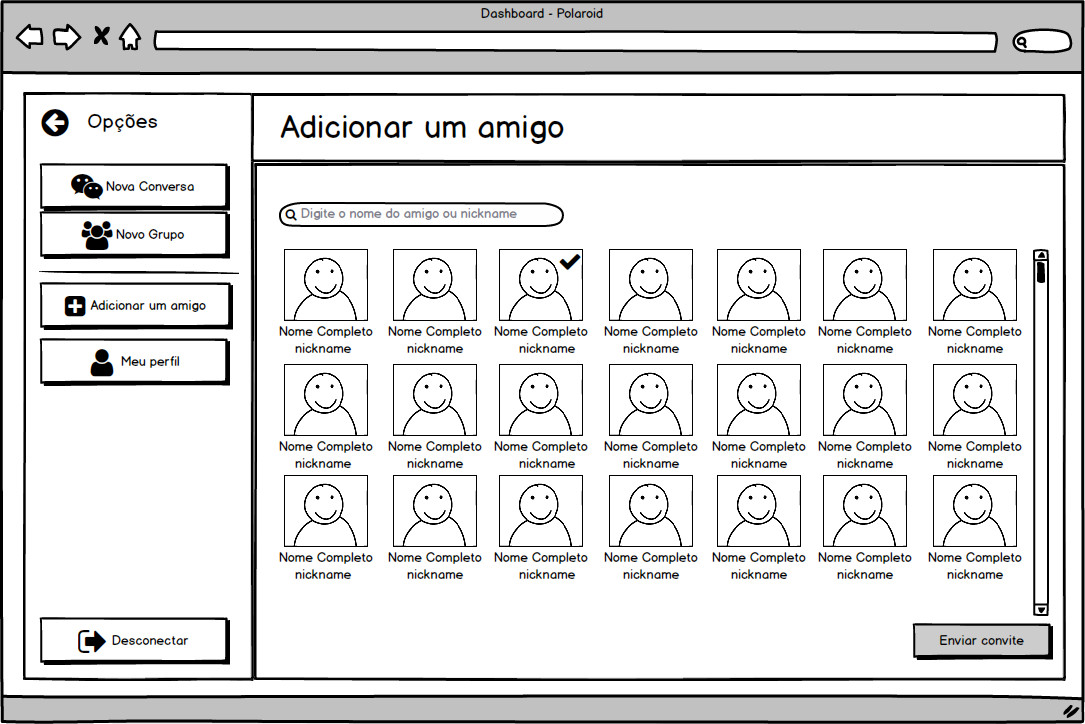 Dashboard - Polaroid
Opções
Nova Conversa
Novo Grupo
Adicionar um amigo
Meu perfil
Desconectar
Adicionar um amigo
Digite o nome do amigo ou nickname
Nome Completo Nome Completo Nome Completo Nome Completo Nome Completo Nome Completo Nome Completo
nickname nickname nickname nickname nickname nickname nickname
Nome Completo Nome Completo Nome Completo Nome Completo Nome Completo Nome Completo Nome Completo
nickname nickname nickname nickname nickname nickname nickname
Nome Completo Nome Completo Nome Completo Nome Completo Nome Completo Nome Completo Nome Completo
nickname nickname nickname nickname nickname nickname nickname
Enviar convite